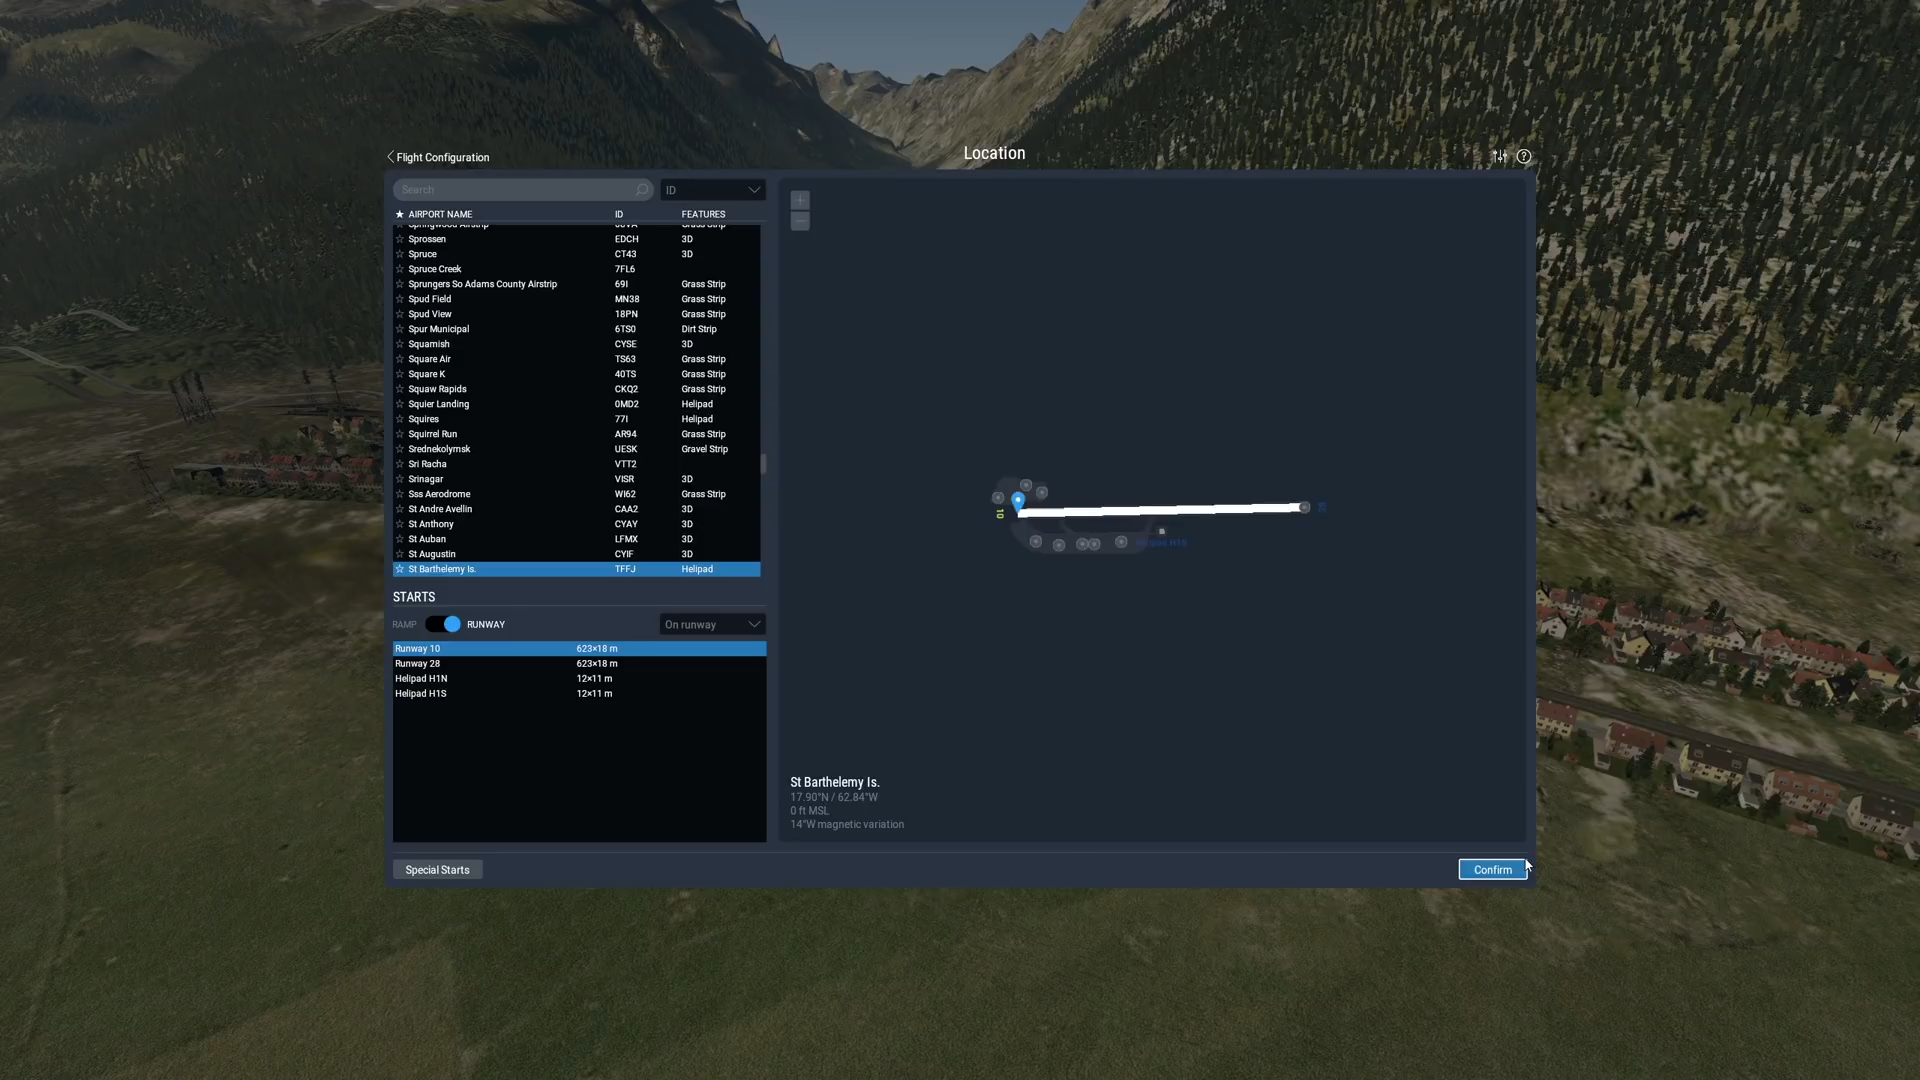 Flight Configuration
Location
Search
ID
★ AIRPORT NAME ID FEATURES
Springwood Airstrip Grass Strip
Sprossen EDCH 3D
Spruce CT43 3D
Spruce Creek 7FL6
Sprungers So Adams County Airstrip 69I Grass Strip
Spud Field MN38 Grass Strip
Spud View 18PN Grass Strip
Spur Municipal 6TS0 Dirt Strip
Squamish CYSE 3D
Square Air TS63 Grass Strip
Square K 40TS Grass Strip
Squaw Rapids CKQ2 Grass Strip
Squier Landing 0MD2 Helipad
Squires 77I Helipad
Squirrel Run AR94 Grass Strip
Srednekolymsk UESK Gravel Strip
Sri Racha VTT2
Srinagar VISR 3D
Sss Aerodrome WI62 Grass Strip
St Andre Avellin CAA2 3D
St Anthony CYAY 3D
St Auban LFMX 3D
St Augustin CYIF 3D
St Barthelemy Is. TFFJ Helipad
STARTS
RAMP RUNWAY On runway
Runway 10 623×18 m
Runway 28 623×18 m
Helipad H1N 12×11 m
Helipad H1S 12×11 m
10
St Barthelemy Is.
17.90°N / 62.84°W
0 ft MSL
14°W magnetic variation
Special Starts
Confirm